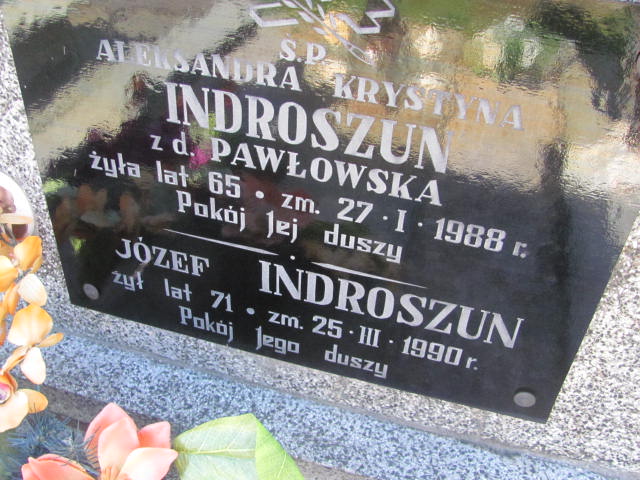 Ś.P.
ALEKSANDRA KRYSTYNA
INDROSZUN
z d. PAWŁOWSKA
żyła lat 65 • zm. 27 • I • 1988 r.
Pokój Jej duszy
JÓZEF INDROSZUN
żył lat 71 • zm. 25 • III • 1990 r.
Pokój Jego duszy